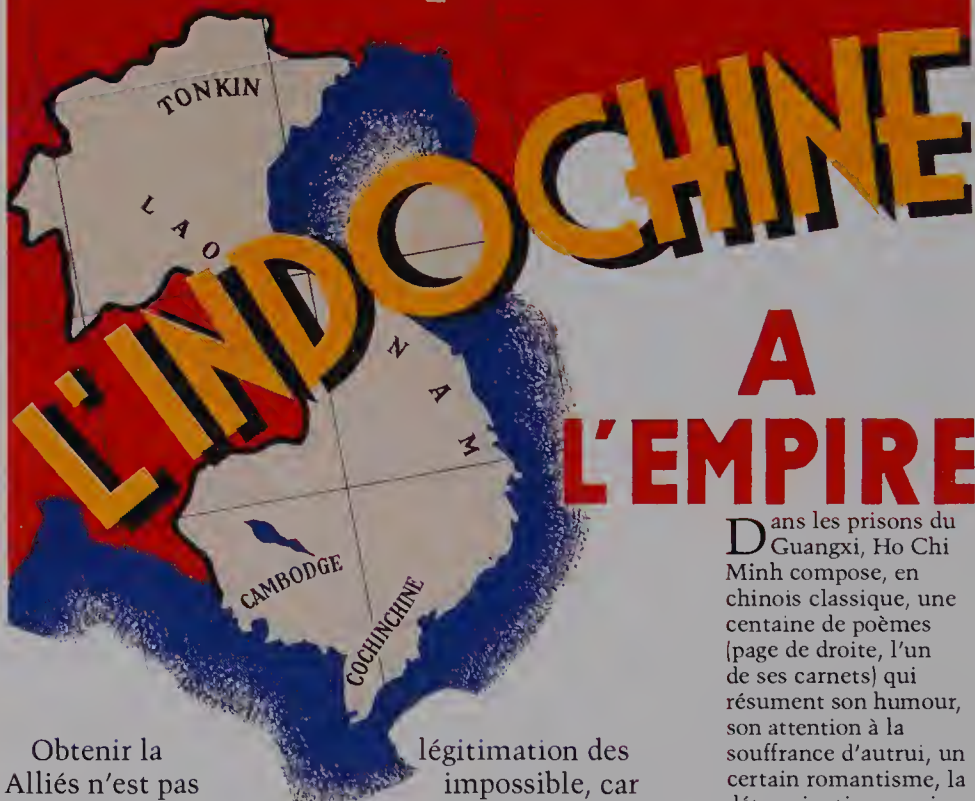 TONKIN
LAO
L'INDOCHINE
NAM
CAMBODGE
COCHINCHINE
A
L'EMPIRE
Dans les prisons du
Guangxi, Ho Chi
Minh compose, en
chinois classique, une
centaine de poèmes
(page de droite, l'un
de ses carnets) qui
résument son humour,
son attention à la
souffrance d'autrui, un
certain romantisme, la
Obtenir la légitimation des
Alliés n'est pas impossible, car